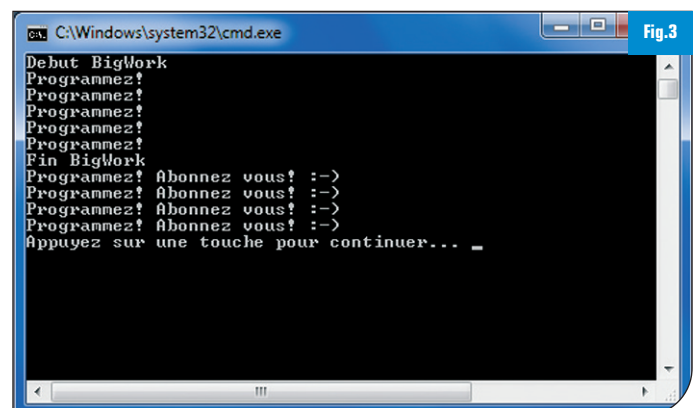 C:\Windows\system32\cmd.exe
Fig.3
Debut BigWork
Programmez!
Programmez!
Programmez!
Programmez!
Programmez!
Fin BigWork
Programmez! Abonnez vous! :-)
Programmez! Abonnez vous! :-)
Programmez! Abonnez vous! :-)
Programmez! Abonnez vous! :-)
Appuyez sur une touche pour continuer... _